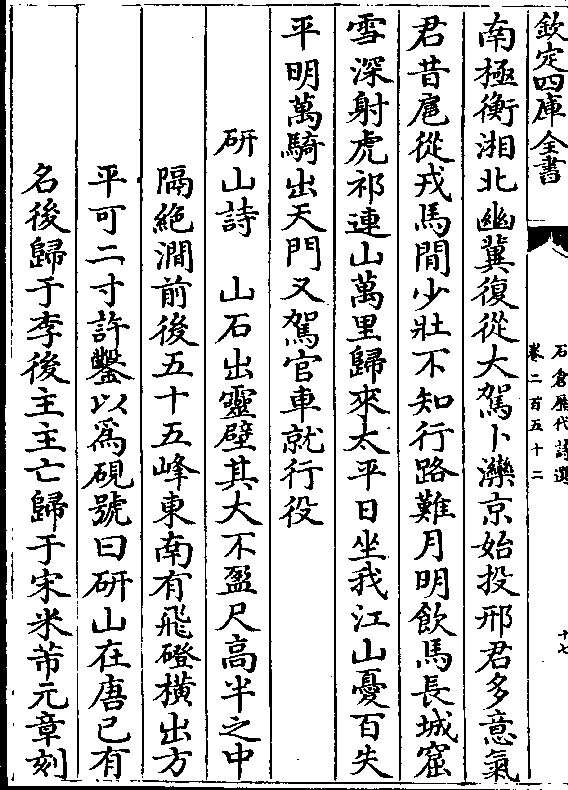 欽定四庫全書
石倉歷代詩選
卷二百五十二
十七
南極衡湘北幽冀復從大駕卜灤京始投邢君多意氣
君昔扈從戎馬間少壯不知行路難月明飲馬長城窟
雪深射虎祁連山萬里歸來太平日坐我江山憂百失
平明萬騎出天門又駕官車就行役
研山詩　山石出靈壁其大不盈尺高半之中
隔絶澗前後五十五峰東南有飛磴橫出方
平可二寸許鑿以爲硯號曰研山在唐已有
名後歸于李後主主亡歸于宋米芾元章刻